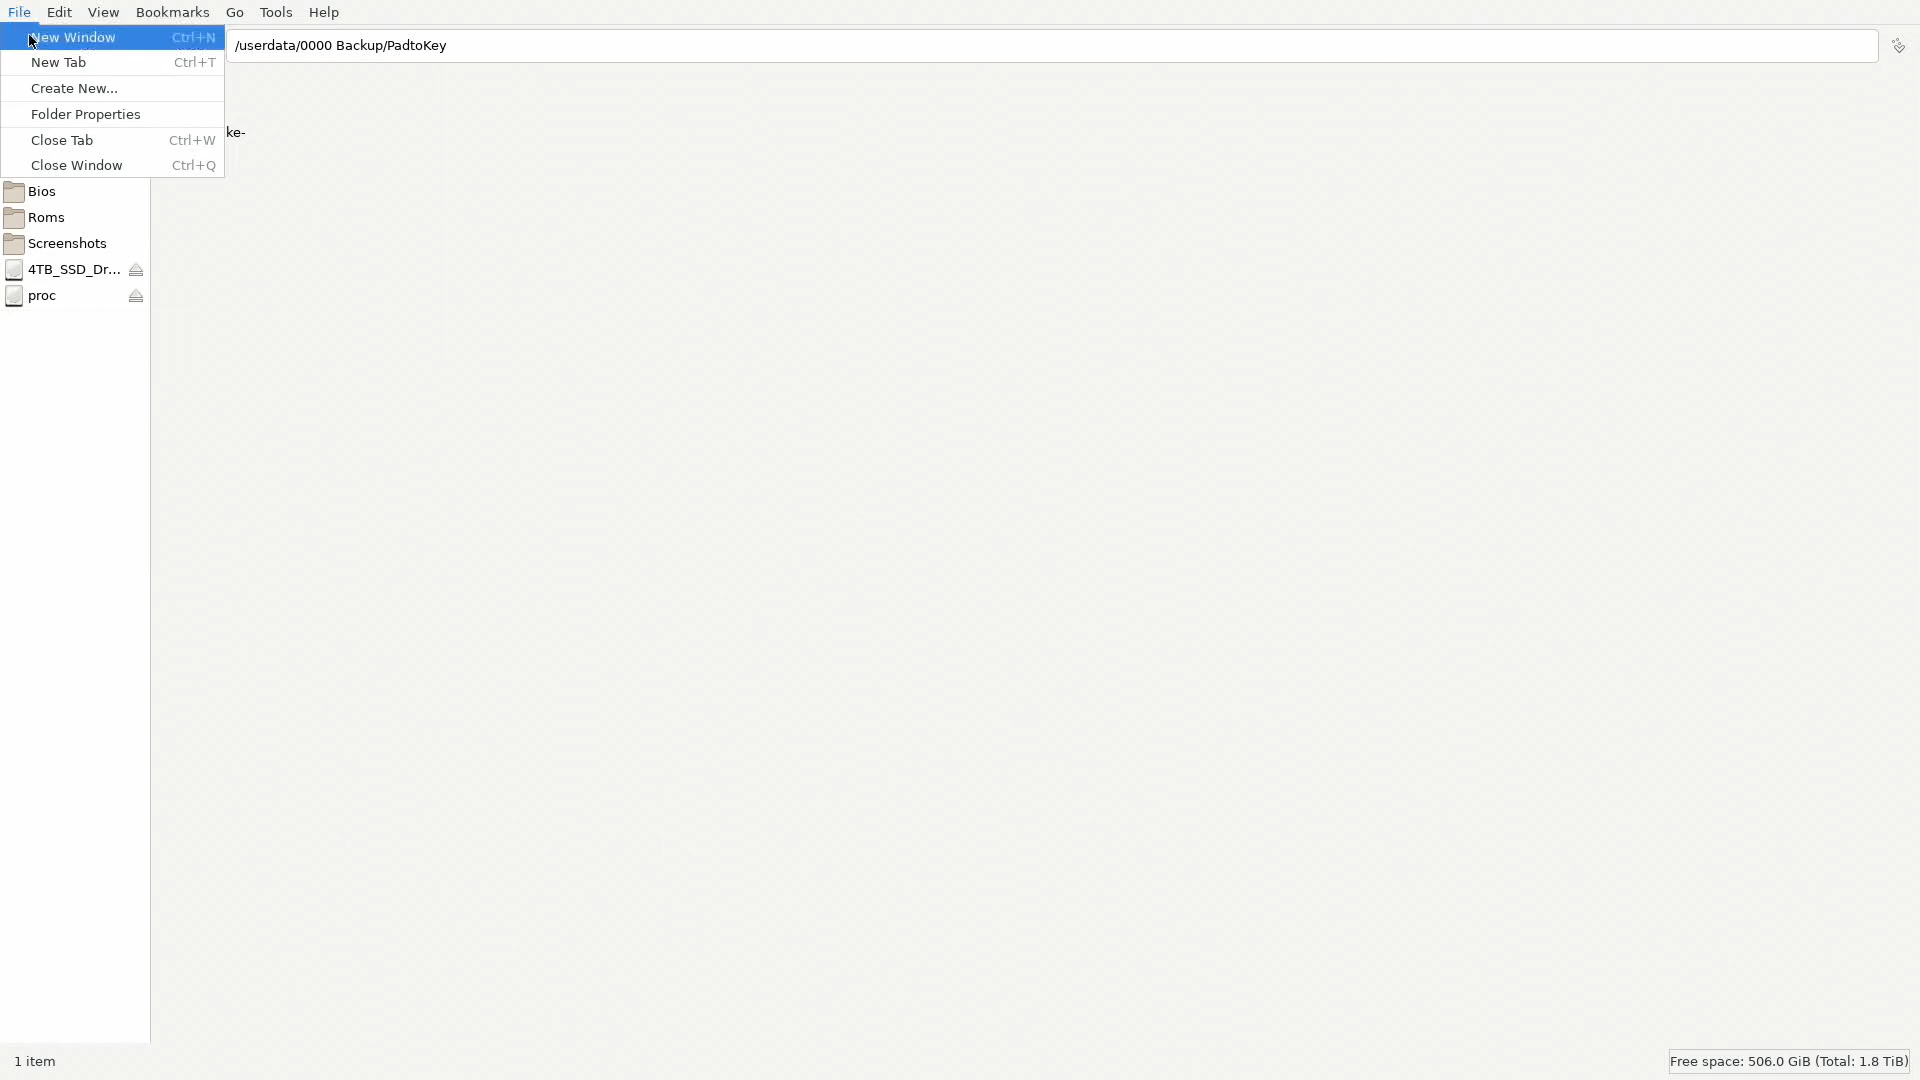 File Edit View Bookmarks Go Tools Help
New Window Ctrl+N
/userdata/0000 Backup/PadtoKey
New Tab Ctrl+T
Create New...
Folder Properties
ke-
Close Tab Ctrl+W
Close Window Ctrl+Q
Bios
Roms
Screenshots
4TB_SSD_Dr...
proc
1 item
Free space: 506.0 GiB (Total: 1.8 TiB)